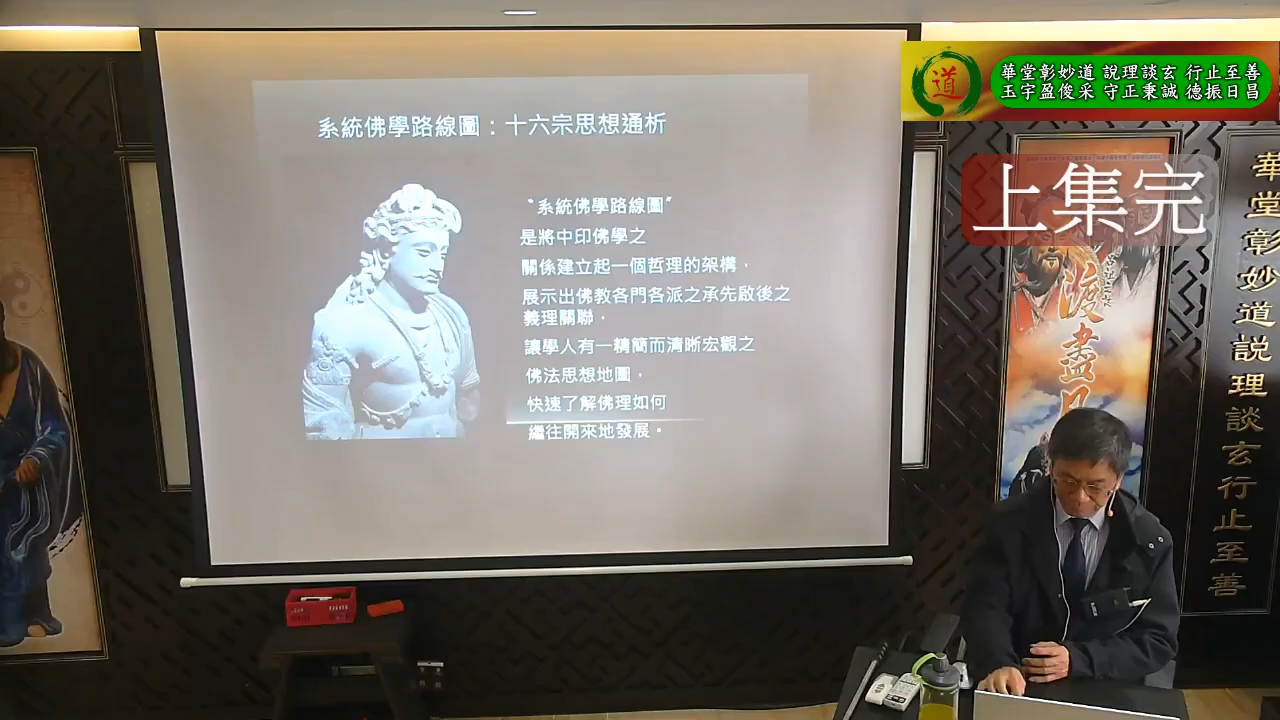 系統佛學路線圖：十六宗思想通析
“系統佛學路線圖”
是將中印佛學之
關係建立起一個哲理的架構，
展示出佛教各門各派之承先啟後之
義理關聯，
讓學人有一精簡而清晰宏觀之
佛法思想地圖，
快速了解佛理如何
繼往開來地發展。
道
華堂彰妙道 說理談玄 行止至善
玉宇盈俊采 守正秉誠 德振日昌
上集完
渡盡
華堂彰妙道説理談玄行止至善